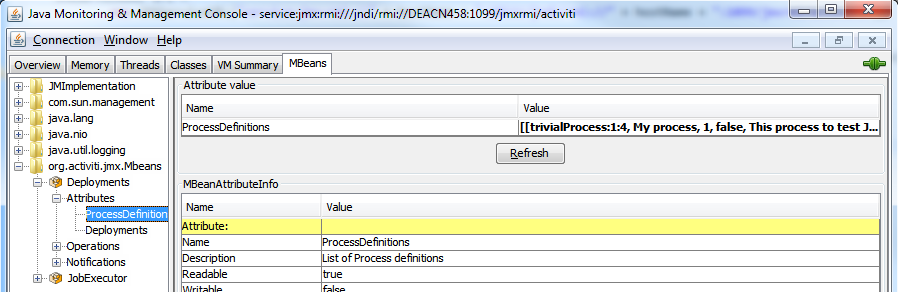 Java Monitoring & Management Console - service:jmx:rmi:///jndi/rmi://DEACN458:1099/jmxrmi/activiti
Connection Window Help
Overview Memory Threads Classes VM Summary MBeans
JMImplementation
com.sun.management
java.lang
java.nio
java.util.logging
org.activiti.jmx.Mbeans
Deployments
Attributes
ProcessDefinition
Deployments
Operations
Notifications
JobExecutor
Attribute value
Name Value
ProcessDefinitions [[trivialProcess:1:4, My process, 1, false, This process to test J...
Refresh
MBeanAttributeInfo
Name Value
Attribute:
Name ProcessDefinitions
Description List of Process definitions
Readable true
Writable false